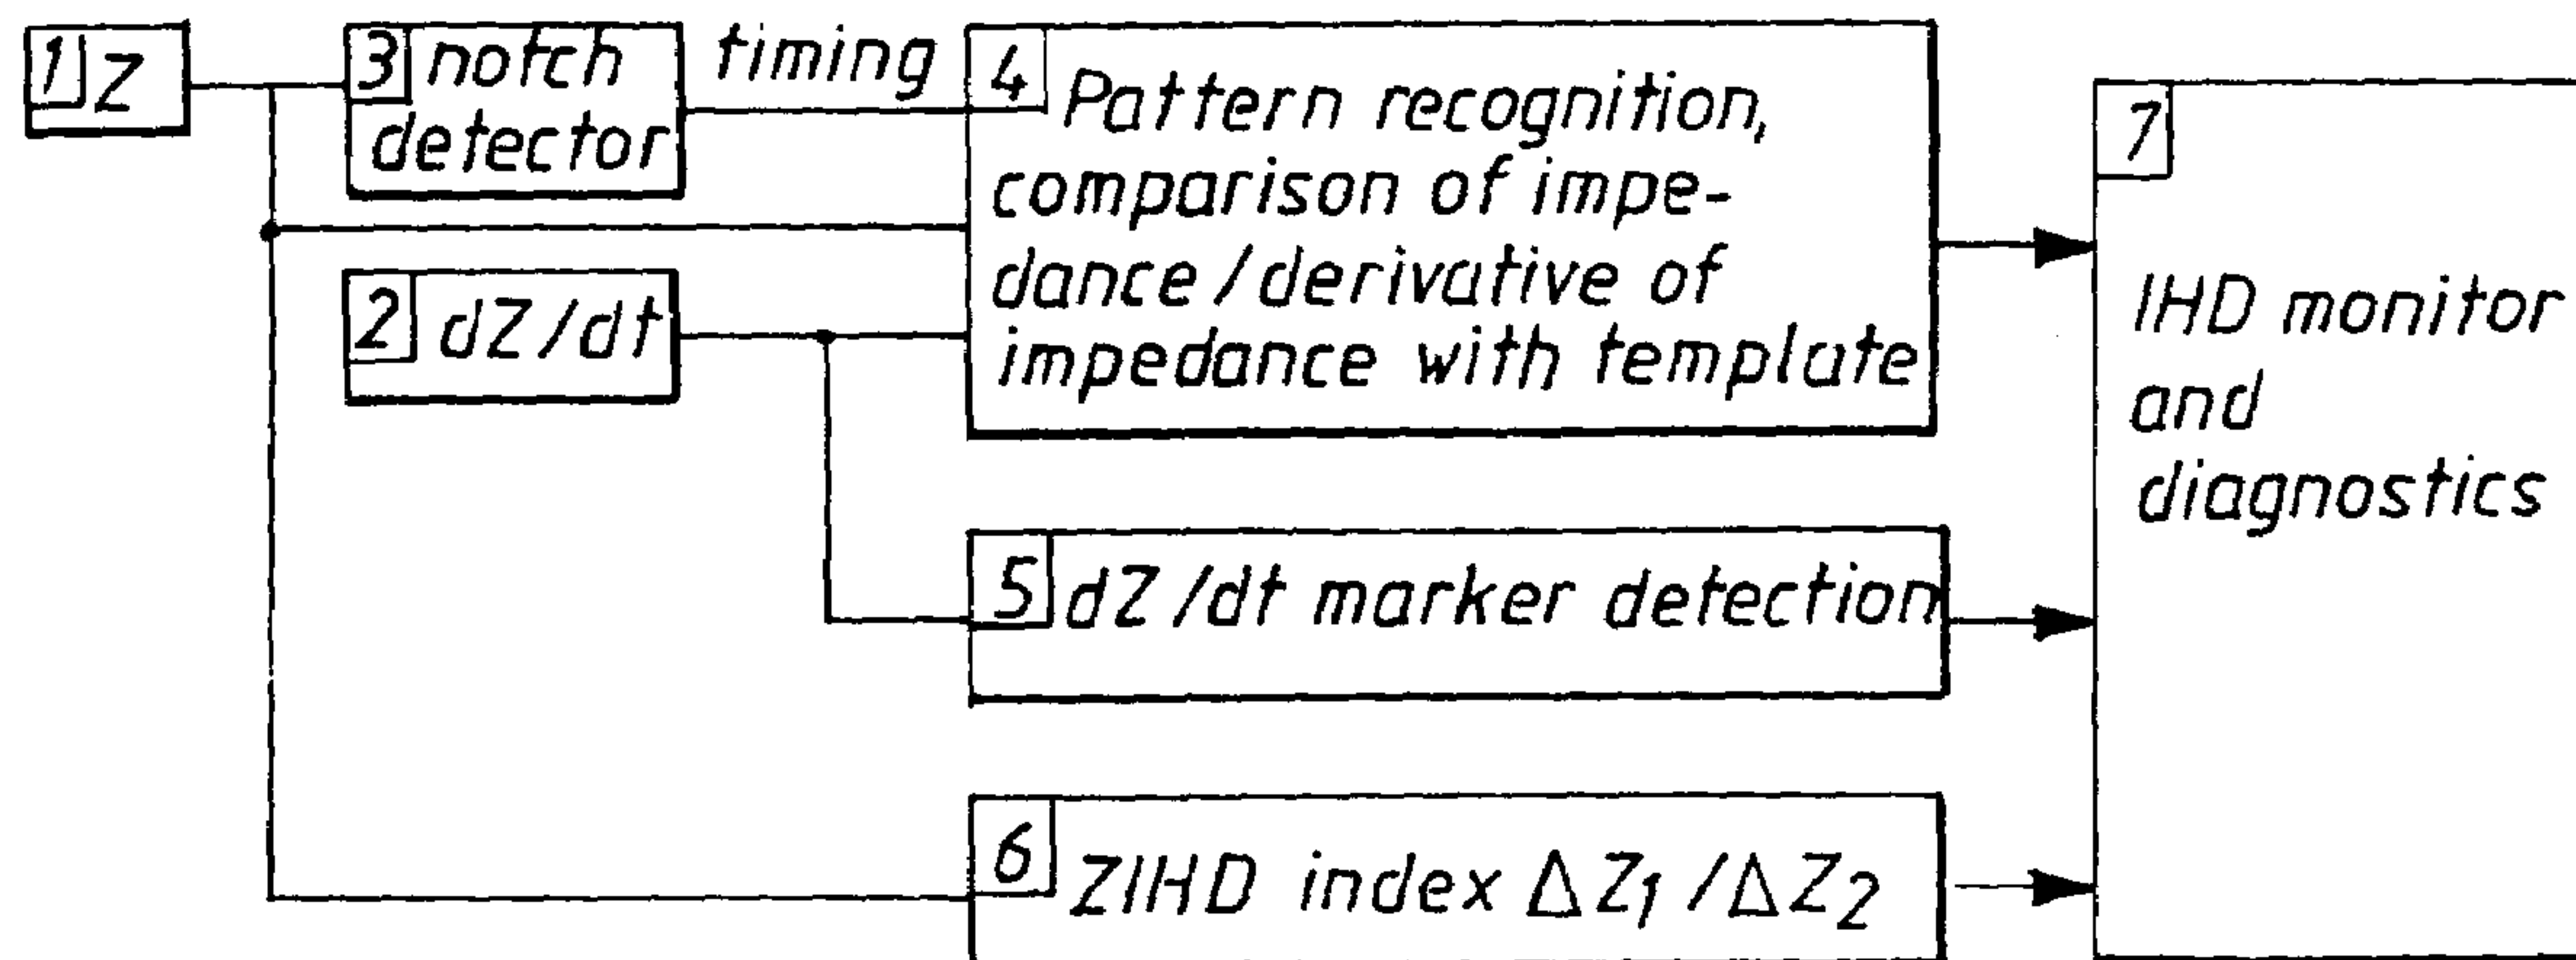 1 Z
3 notch
detector
timing
4 Pattern recognition,
comparison of impe-
dance/derivative of
impedance with template
2 dZ/dt
5 dZ/dt marker detection
6 ZIHD index ΔZ1/ΔZ2
7
IHD monitor
and
diagnostics